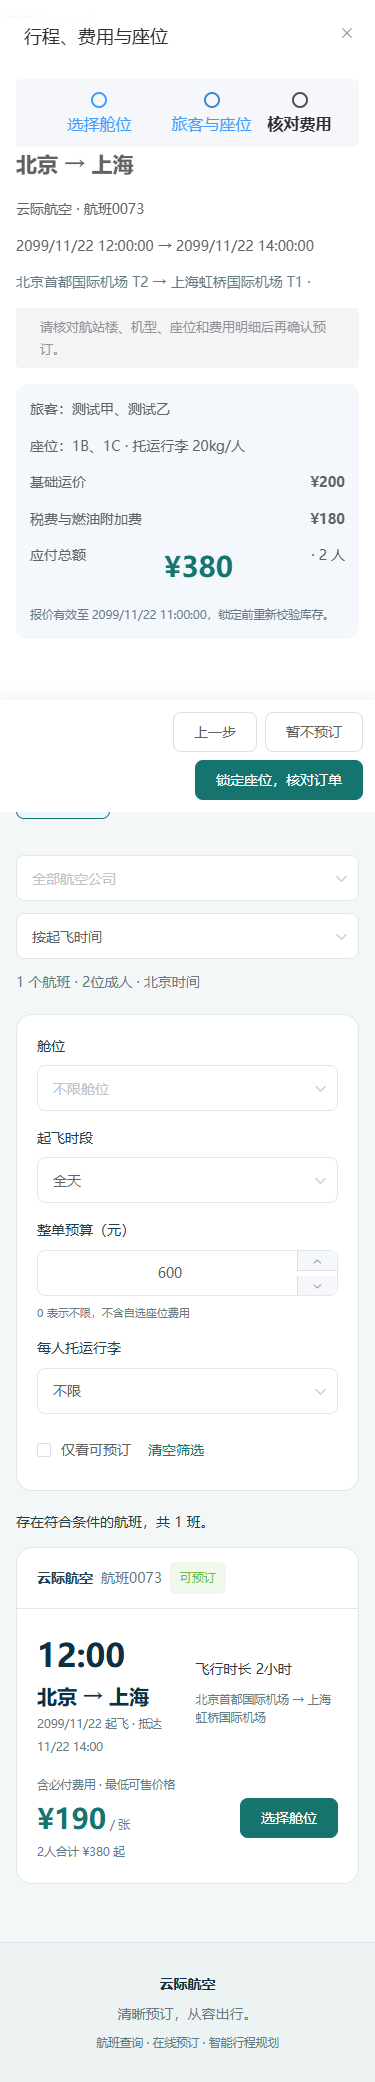 行程、费用与座位
选择舱位 旅客与座位 核对费用
北京 → 上海
云际航空 · 航班0073
2099/11/22 12:00:00 → 2099/11/22 14:00:00
北京首都国际机场 T2 → 上海虹桥国际机场 T1 ·
请核对航站楼、机型、座位和费用明细后再确认预
订。
旅客：测试甲、测试乙
座位：1B、1C · 托运行李 20kg/人
基础运价 ¥200
税费与燃油附加费 ¥180
应付总额 ¥380 · 2 人
报价有效至 2099/11/22 11:00:00，锁定前重新校验库存。
上一步 暂不预订
锁定座位，核对订单
全部航空公司
按起飞时间
1 个航班 · 2位成人 · 北京时间
舱位
不限舱位
起飞时段
全天
整单预算（元）
600
0 表示不限，不含自选座位费用
每人托运行李
不限
仅看可预订 清空筛选
存在符合条件的航班，共 1 班。
云际航空 航班0073 可预订
12:00
北京 → 上海
2099/11/22 起飞 · 抵达
11/22 14:00
飞行时长 2小时
北京首都国际机场 → 上海
虹桥国际机场
含必付费用 · 最低可售价格
¥190 / 张
2人合计 ¥380 起
选择舱位
云际航空
清晰预订，从容出行。
航班查询 · 在线预订 · 智能行程规划